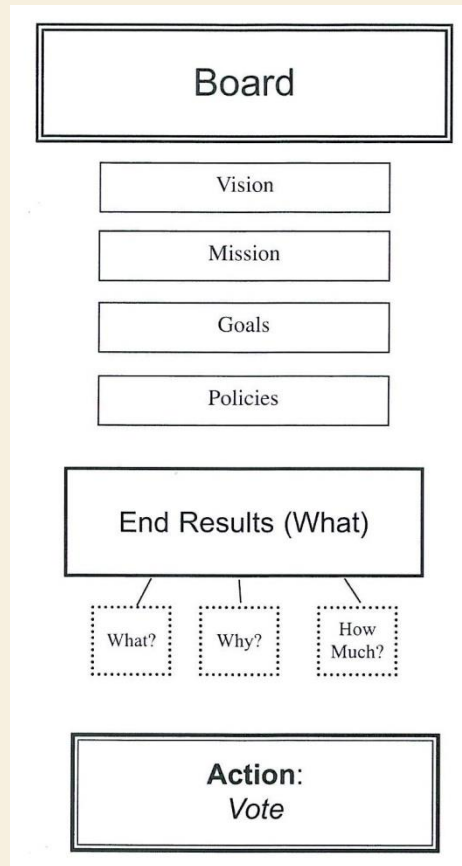 Board
Vision
Mission
Goals
Policies
End Results (What)
What?
Why?
How
Much?
Action:
Vote